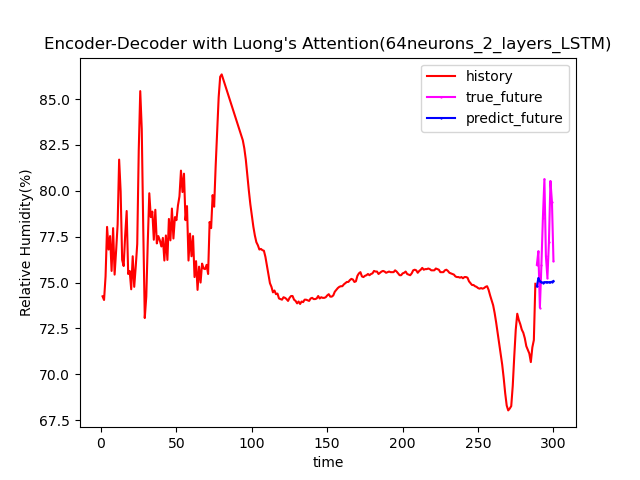 Encoder-Decoder with Luong's Attention(64neurons_2_layers_LSTM)
history
true_future
predict_future
Relative Humidity(%)
85.0
82.5
80.0
77.5
75.0
72.5
70.0
67.5
0 50 100 150 200 250 300
time